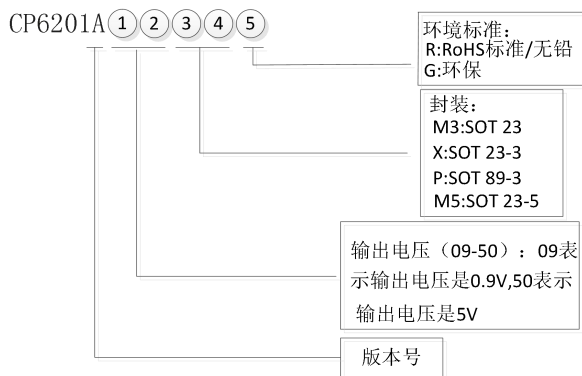 CP6201A①②③④⑤
环境标准：
R:RoHS标准/无铅
G:环保
封装：
M3:SOT 23
X:SOT 23-3
P:SOT 89-3
M5:SOT 23-5
输出电压（09-50）：09表
示输出电压是0.9V,50表示
输出电压是5V
版本号